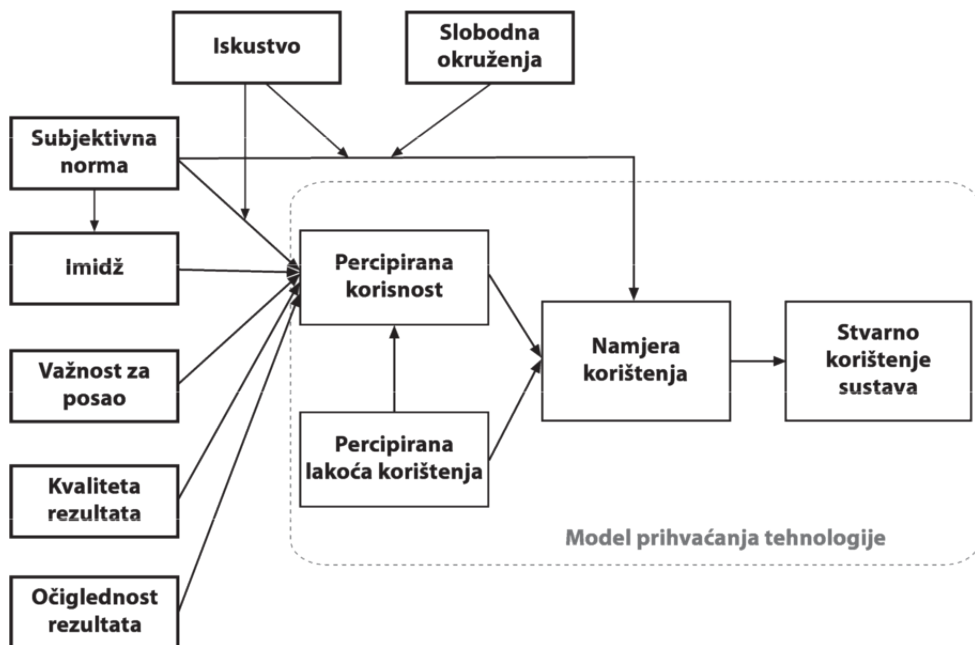 Iskustvo
Slobodna
okruženja
Subjektivna
norma
Imidž
Važnost za
posao
Kvaliteta
rezultata
Očiglednost
rezultata
Percipirana
korisnost
Percipirana
lakoća korištenja
Namjera
korištenja
Stvarno
korištenje
sustava
Model prihvaćanja tehnologije